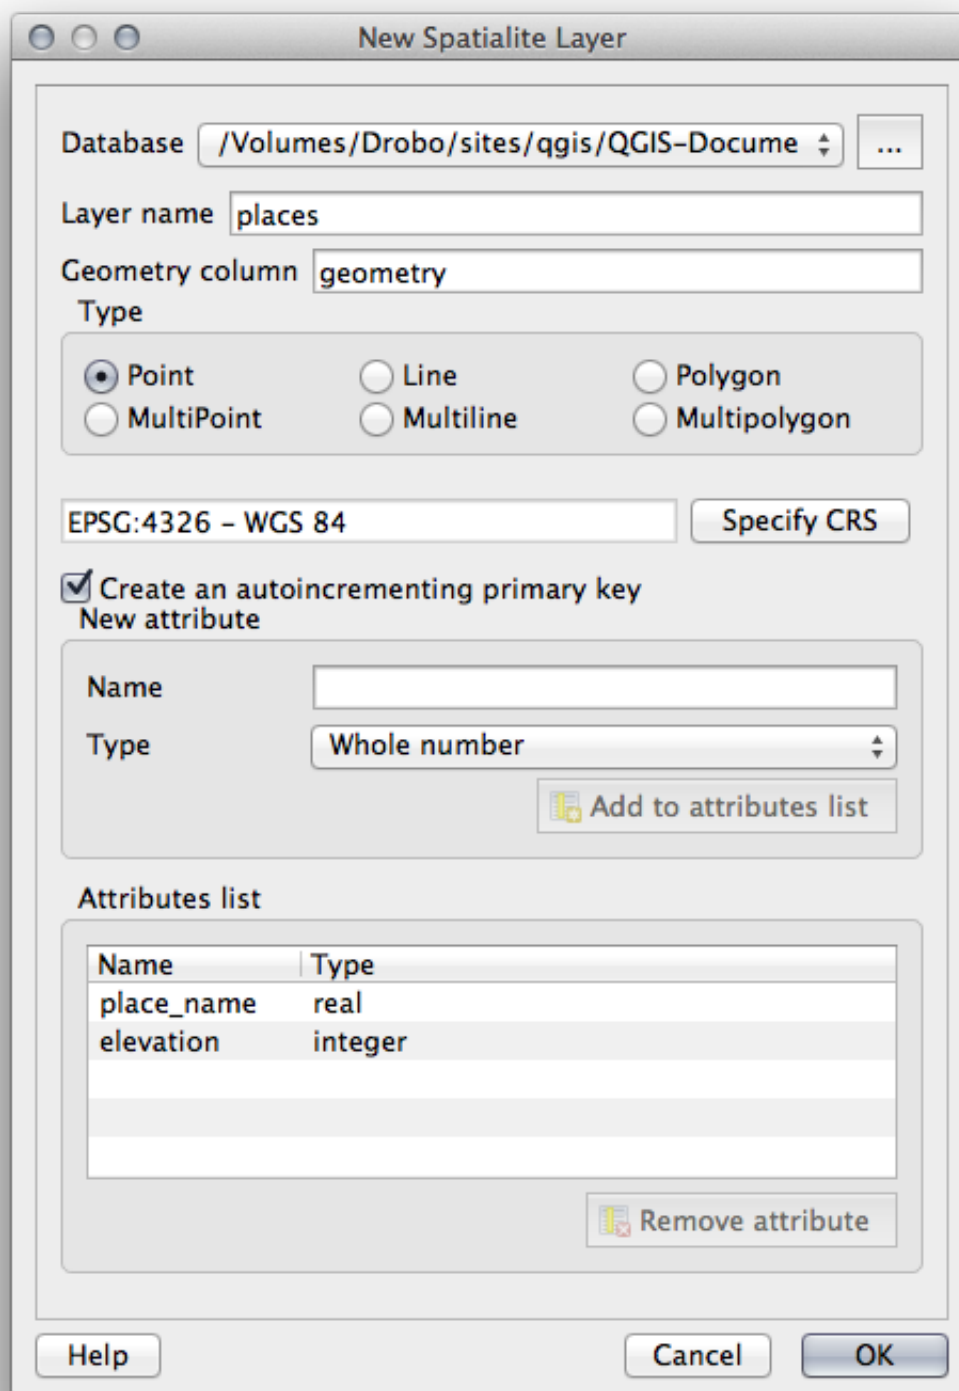 New Spatialite Layer
Database /Volumes/Drobo/sites/qgis/QGIS-Docume ...
Layer name places
Geometry column geometry
Type
Point Line Polygon
MultiPoint Multiline Multipolygon
EPSG:4326 – WGS 84 Specify CRS
Create an autoincrementing primary key
New attribute
Name
Type Whole number
Add to attributes list
Attributes list
Name Type
place_name real
elevation integer
Remove attribute
Help Cancel OK